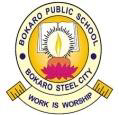 BOKARO PUBLIC SCHOOL
BOKARO STEEL CITY
WORK IS WORSHIP